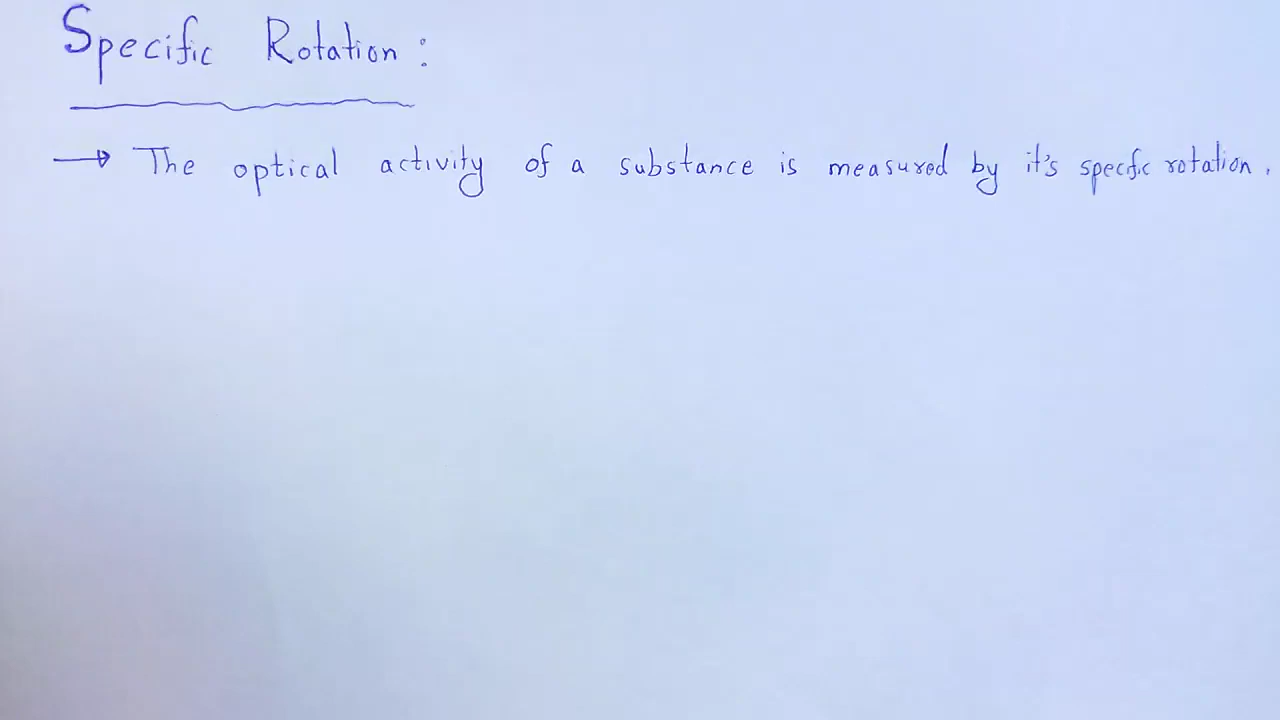 Specific Rotation :
→ The optical activity of a substance is measured by it's specific rotation.